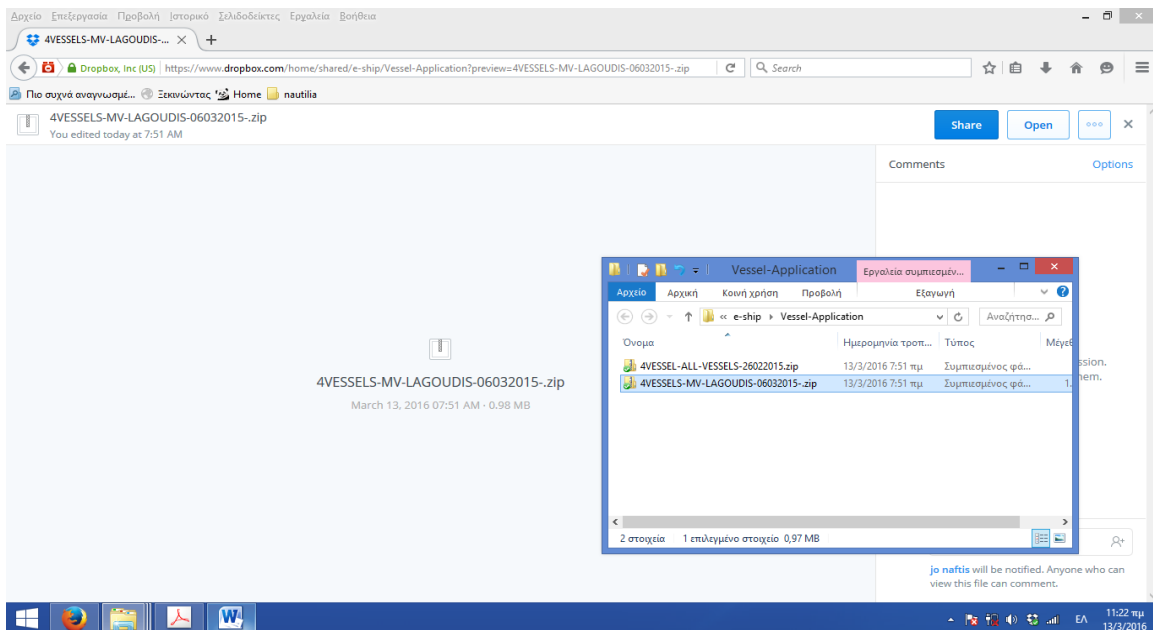 Αρχείο Επεξεργασία Προβολή Ιστορικό Σελιδοδείκτες Εργαλεία Βοήθεια
4VESSELS-MV-LAGOUDIS-...
Dropbox, Inc (US) https://www.dropbox.com/home/shared/e-ship/Vessel-Application?preview=4VESSELS-MV-LAGOUDIS-06032015-.zip Search
Πιο συχνά αναγνωσμέ... Ξεκινώντας Home nautilia
4VESSELS-MV-LAGOUDIS-06032015-.zip
You edited today at 7:51 AM
Share Open
Comments Options
4VESSELS-MV-LAGOUDIS-06032015-.zip
March 13, 2016 07:51 AM · 0.98 MB
Vessel-Application Εργαλεία συμπιεσμέν...
Αρχείο Αρχική Κοινή χρήση Προβολή Εξαγωγή
« e-ship Vessel-Application Αναζήτησ...
Όνομα Ημερομηνία τροπ... Τύπος Μέγεθ
4VESSEL-ALL-VESSELS-26022015.zip 13/3/2016 7:51 πμ Συμπιεσμένος φά...
4VESSELS-MV-LAGOUDIS-06032015-.zip 13/3/2016 7:51 πμ Συμπιεσμένος φά... 1.
2 στοιχεία 1 επιλεγμένο στοιχείο 0,97 MB
ssion.
hem.
jo naftis will be notified. Anyone who can
view this file can comment.
ΕΛ 11:22 πμ
13/3/2016